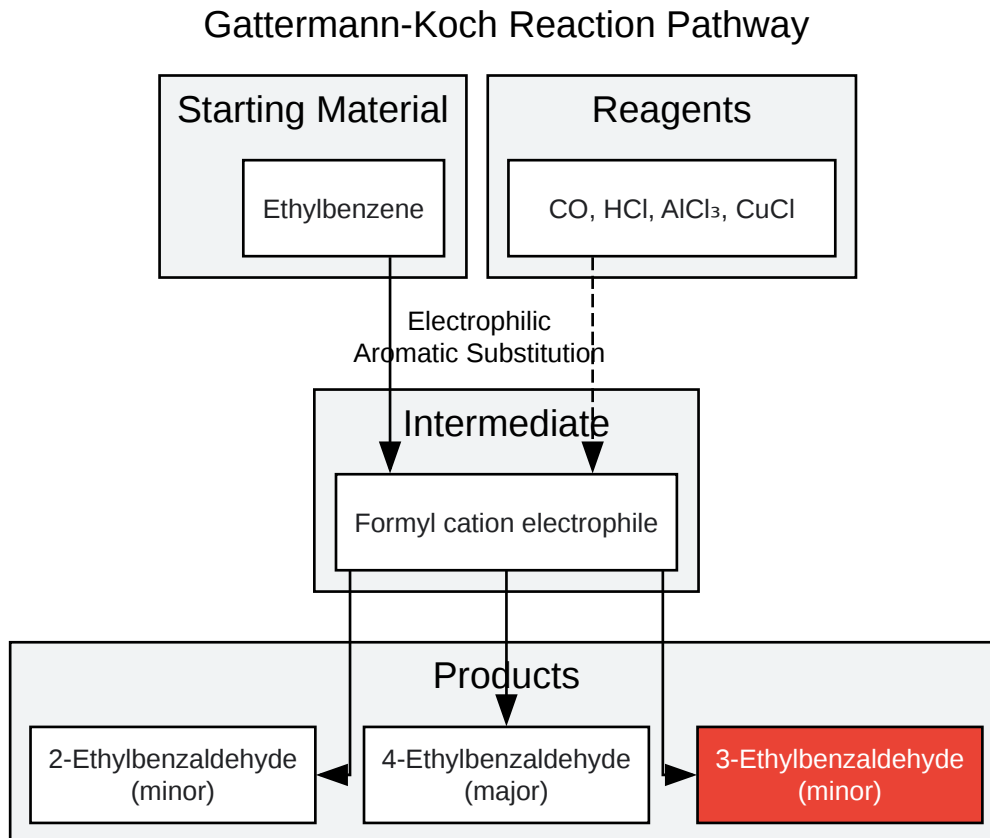 Gattermann-Koch Reaction Pathway
Starting Material
Reagents
Ethylbenzene
CO, HCl, AlCl₃, CuCl
Electrophilic
Aromatic Substitution
Intermediate
Formyl cation electrophile
Products
2-Ethylbenzaldehyde
(minor)
4-Ethylbenzaldehyde
(major)
3-Ethylbenzaldehyde
(minor)